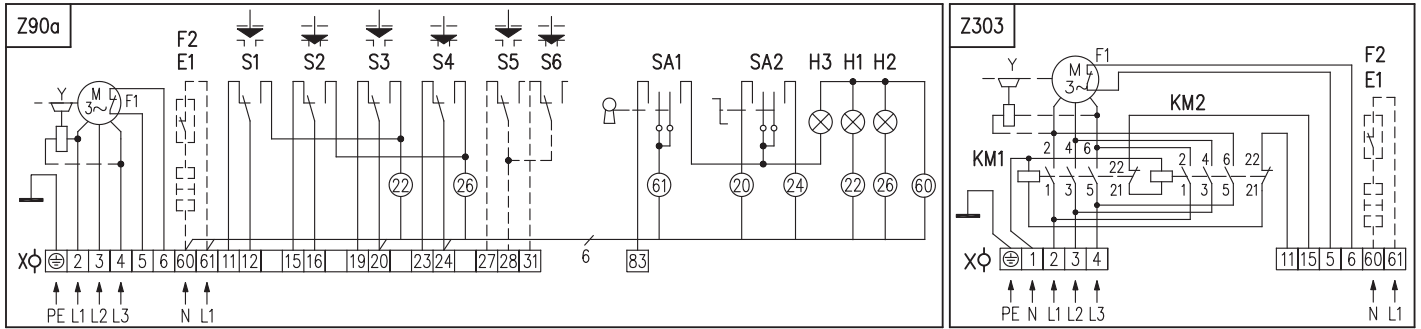 Z90a
F2
E1 S1 S2 S3 S4 S5 S6 SA1 SA2 H3 H1 H2
Y M 3~ F1
22 26 61 20 24 22 26 60
6
X 2 3 4 5 6 60 61 11 12 15 16 19 20 23 24 27 28 31 83
PE L1 L2 L3 N L1
Z303
F1
F2
E1
Y M 3~
KM2
KM1
2 4 6 22 2 4 6 22
1 3 5 21 1 3 5 21
X 1 2 3 4 11 15 5 6 60 61
PE N L1 L2 L3 N L1